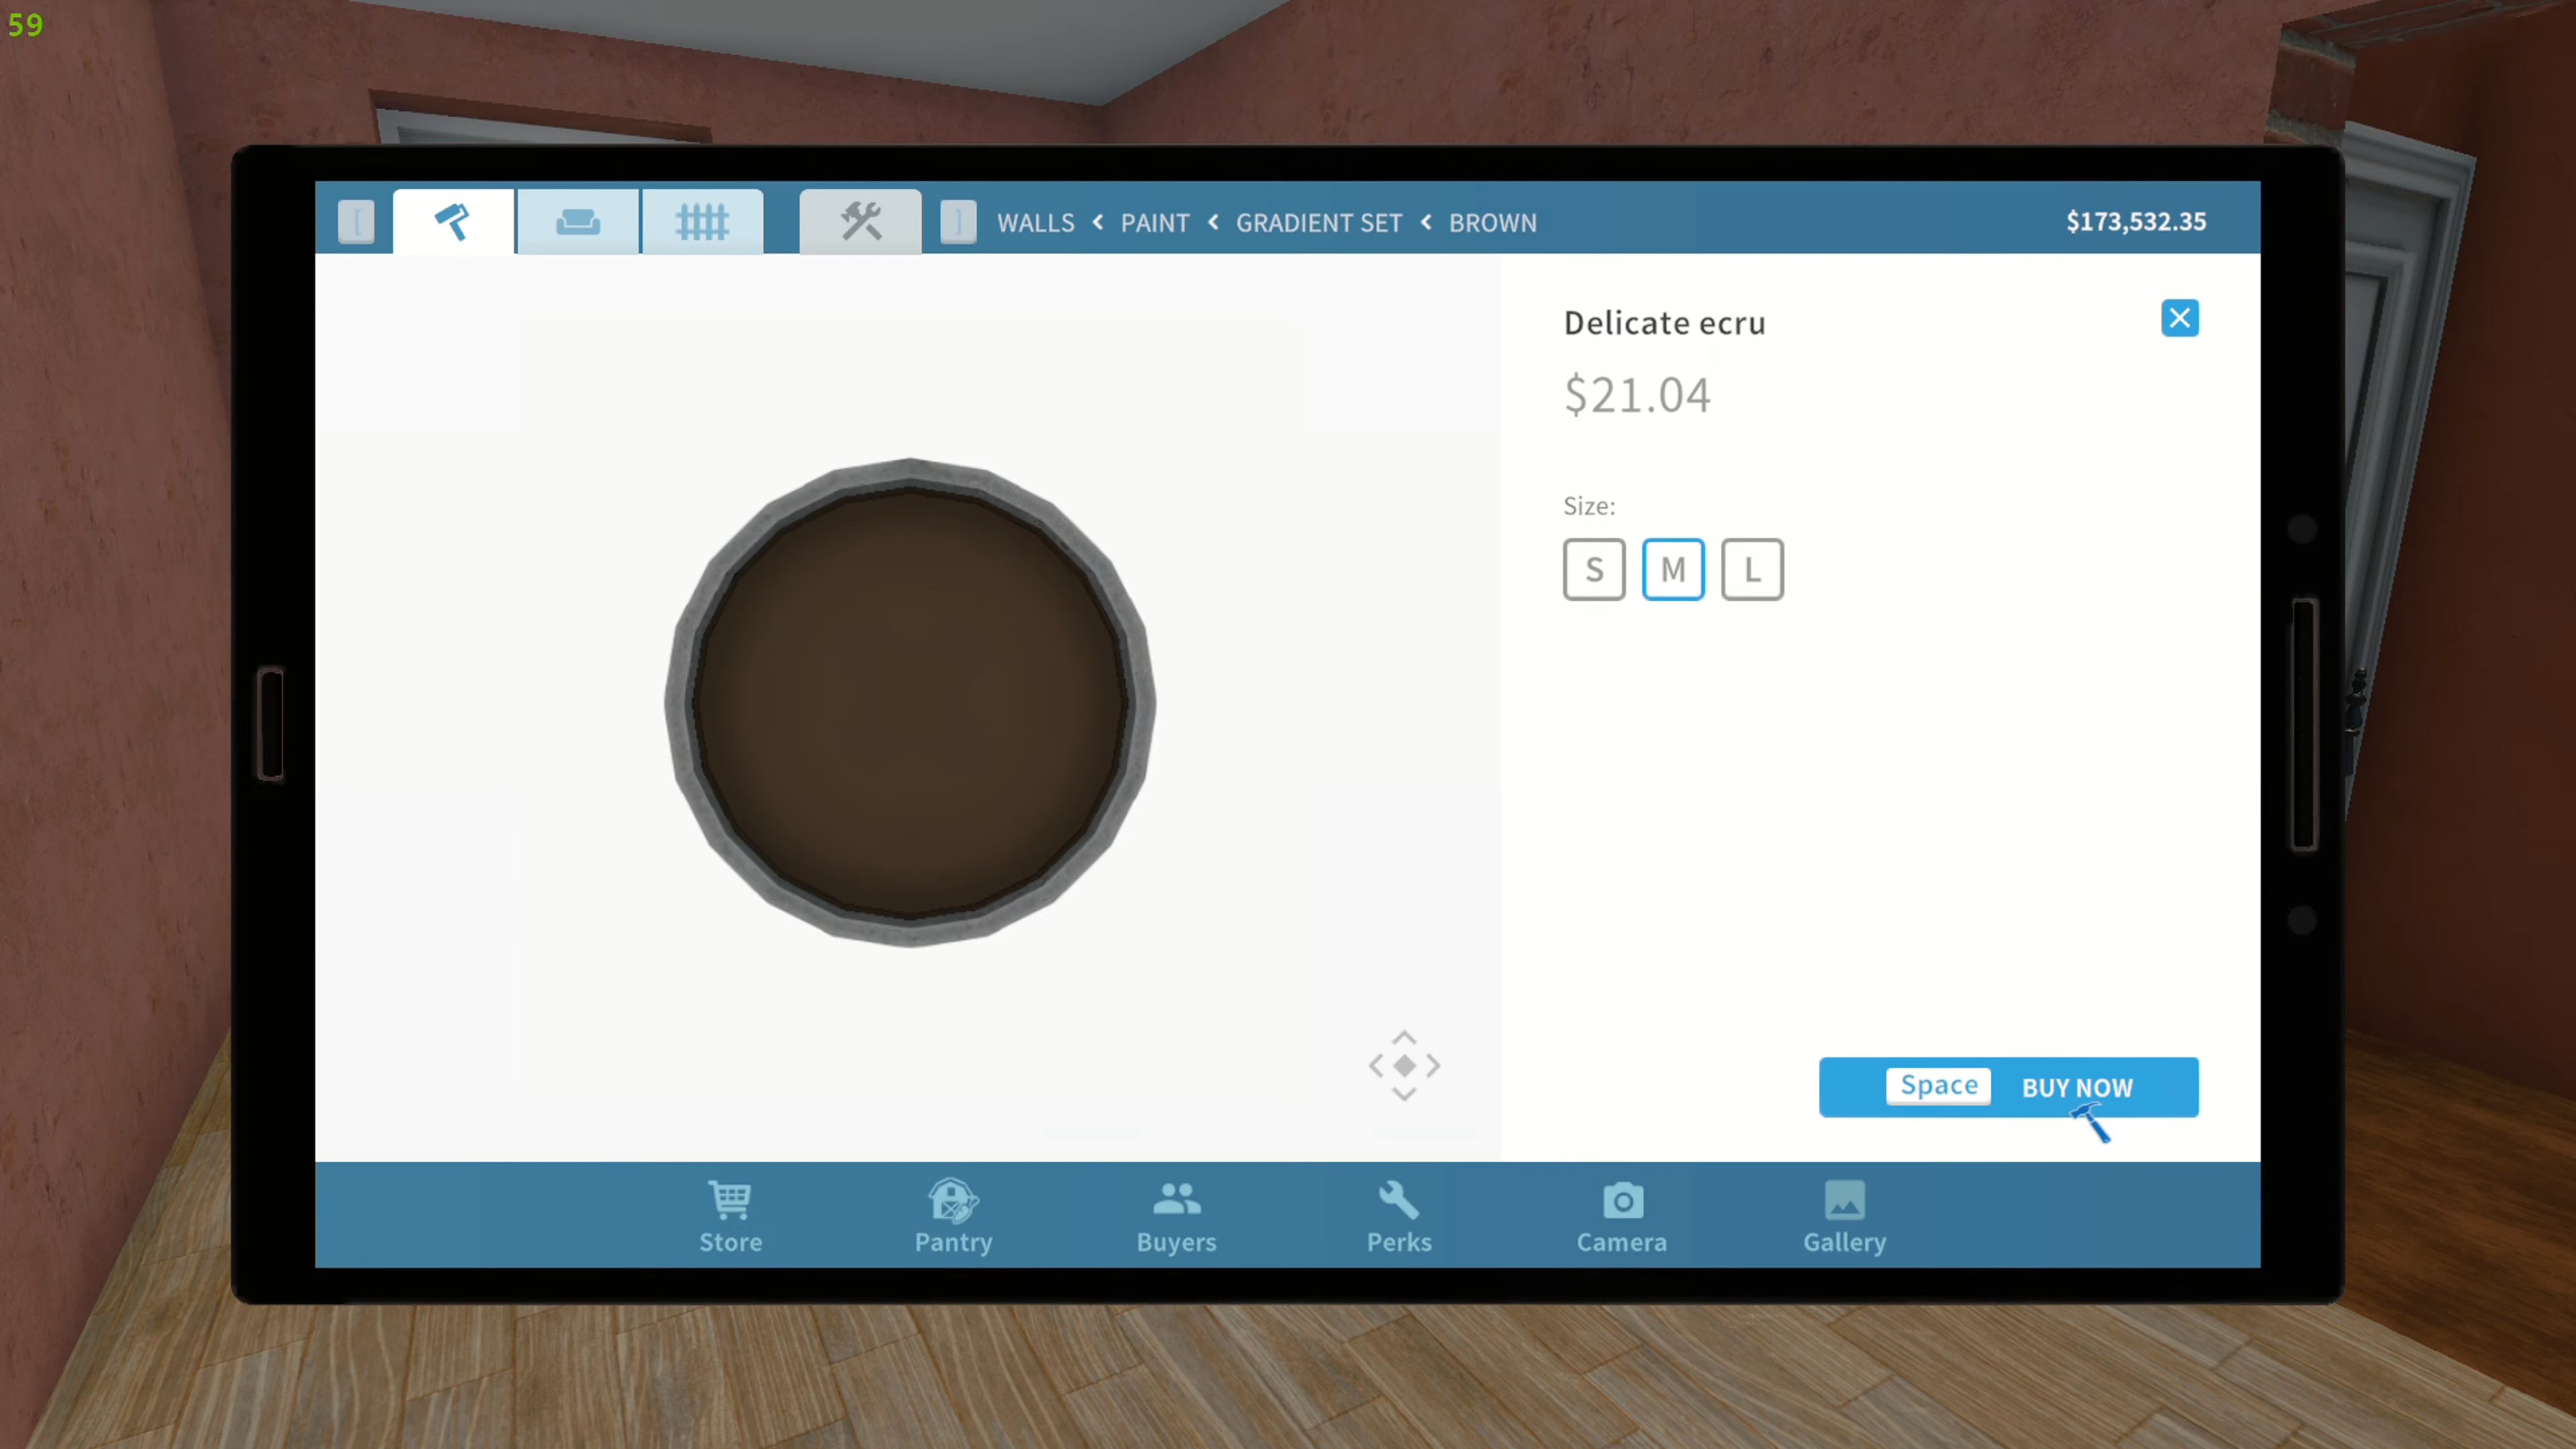 59
[
]
WALLS < PAINT < GRADIENT SET < BROWN
$173,532.35
Delicate ecru
$21.04
Size:
S M L
Space BUY NOW
Store Pantry Buyers Perks Camera Gallery